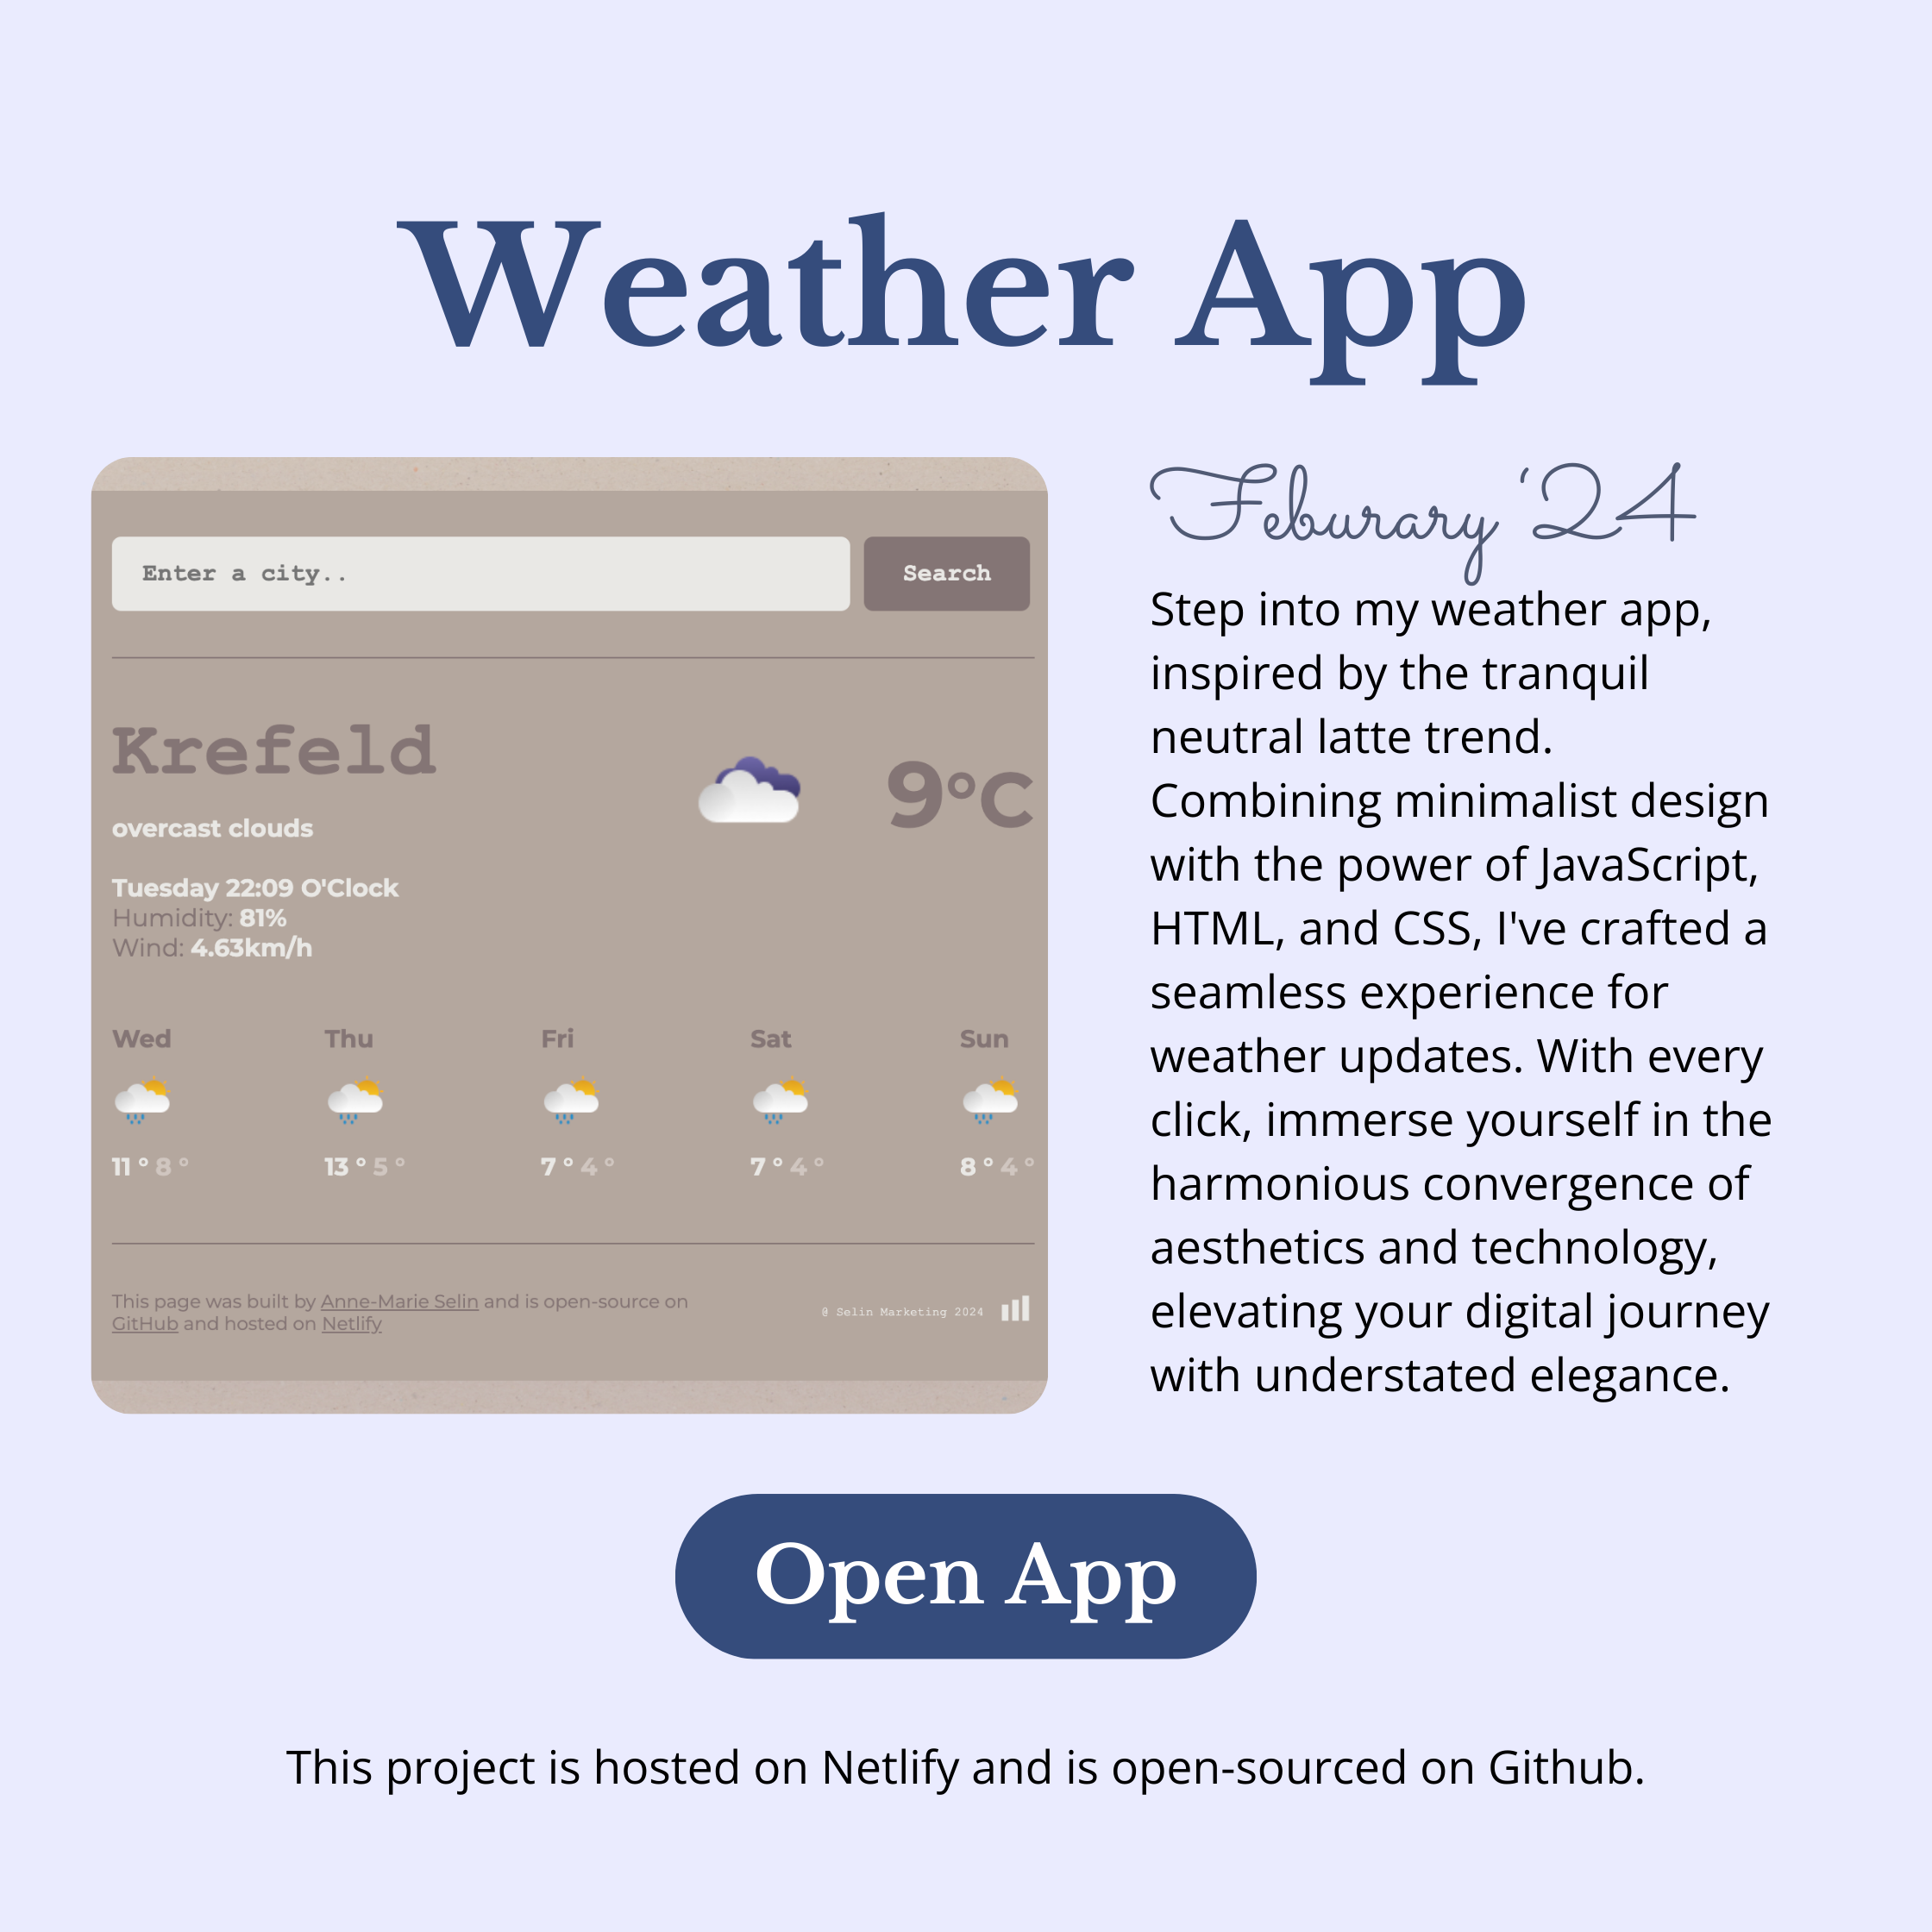 Weather App
Enter a city..
Search
Krefeld
9°C
overcast clouds
Tuesday 22:09 O'Clock
Humidity: 81%
Wind: 4.63km/h
Wed Thu Fri Sat Sun
11 ° 8 ° 13 ° 5 ° 7 ° 4 ° 7 ° 4 ° 8 ° 4 °
This page was built by Anne-Marie Selin and is open-source on
GitHub and hosted on Netlify
@ Selin Marketing 2024
Feburary '24
Step into my weather app,
inspired by the tranquil
neutral latte trend.
Combining minimalist design
with the power of JavaScript,
HTML, and CSS, I've crafted a
seamless experience for
weather updates. With every
click, immerse yourself in the
harmonious convergence of
aesthetics and technology,
elevating your digital journey
with understated elegance.
Open App
This project is hosted on Netlify and is open-sourced on Github.